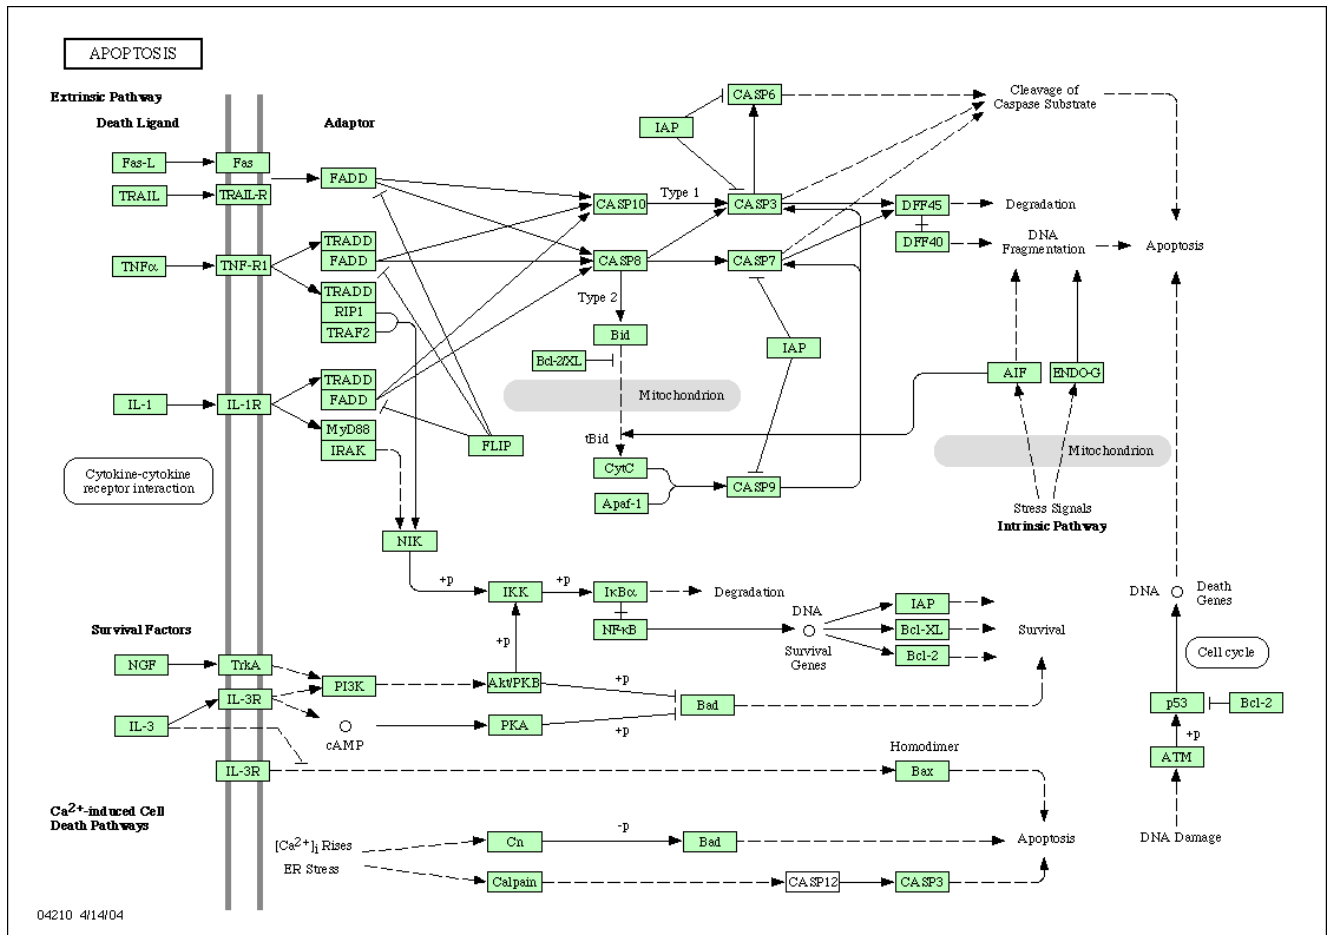 APOPTOSIS
Extrinsic Pathway
Death Ligand
Adaptor
Fas-L
Fas
TRAIL
TRAIL-R
FADD
TNFα
TNF-R1
TRADD
FADD
TRADD
RIP1
TRAF2
IL-1
IL-1R
TRADD
FADD
MyD88
IRAK
FLIP
Cytokine-cytokine
receptor interaction
NIK
CASP6
IAP
Cleavage of
Caspase Substrate
CASP10
Type 1
CASP3
CASP8
CASP7
Type 2
DFF45
Degradation
DFF40
DNA
Fragmentation
Apoptosis
Bid
Bcl-2/XL
IAP
Mitochondrion
tBid
CytC
Apaf-1
CASP9
AIF
ENDO-G
Mitochondrion
Stress Signals
Intrinsic Pathway
+p
IKK
+p
IκBα
Degradation
NF-κB
DNA
Survival
Genes
IAP
Bcl-XL
Bcl-2
Survival
DNA
Death
Genes
Cell cycle
Survival Factors
NGF
TrkA
IL-3R
IL-3
PI3K
+p
Akt/PKB
+p
cAMP
PKA
+p
Bad
p53
Bcl-2
+p
ATM
DNA Damage
IL-3R
Homodimer
Bax
Ca2+-induced Cell
Death Pathways
[Ca2+]i Rises
ER Stress
Cn
-p
Bad
Apoptosis
Calpain
CASP12
CASP3
04210 4/14/04